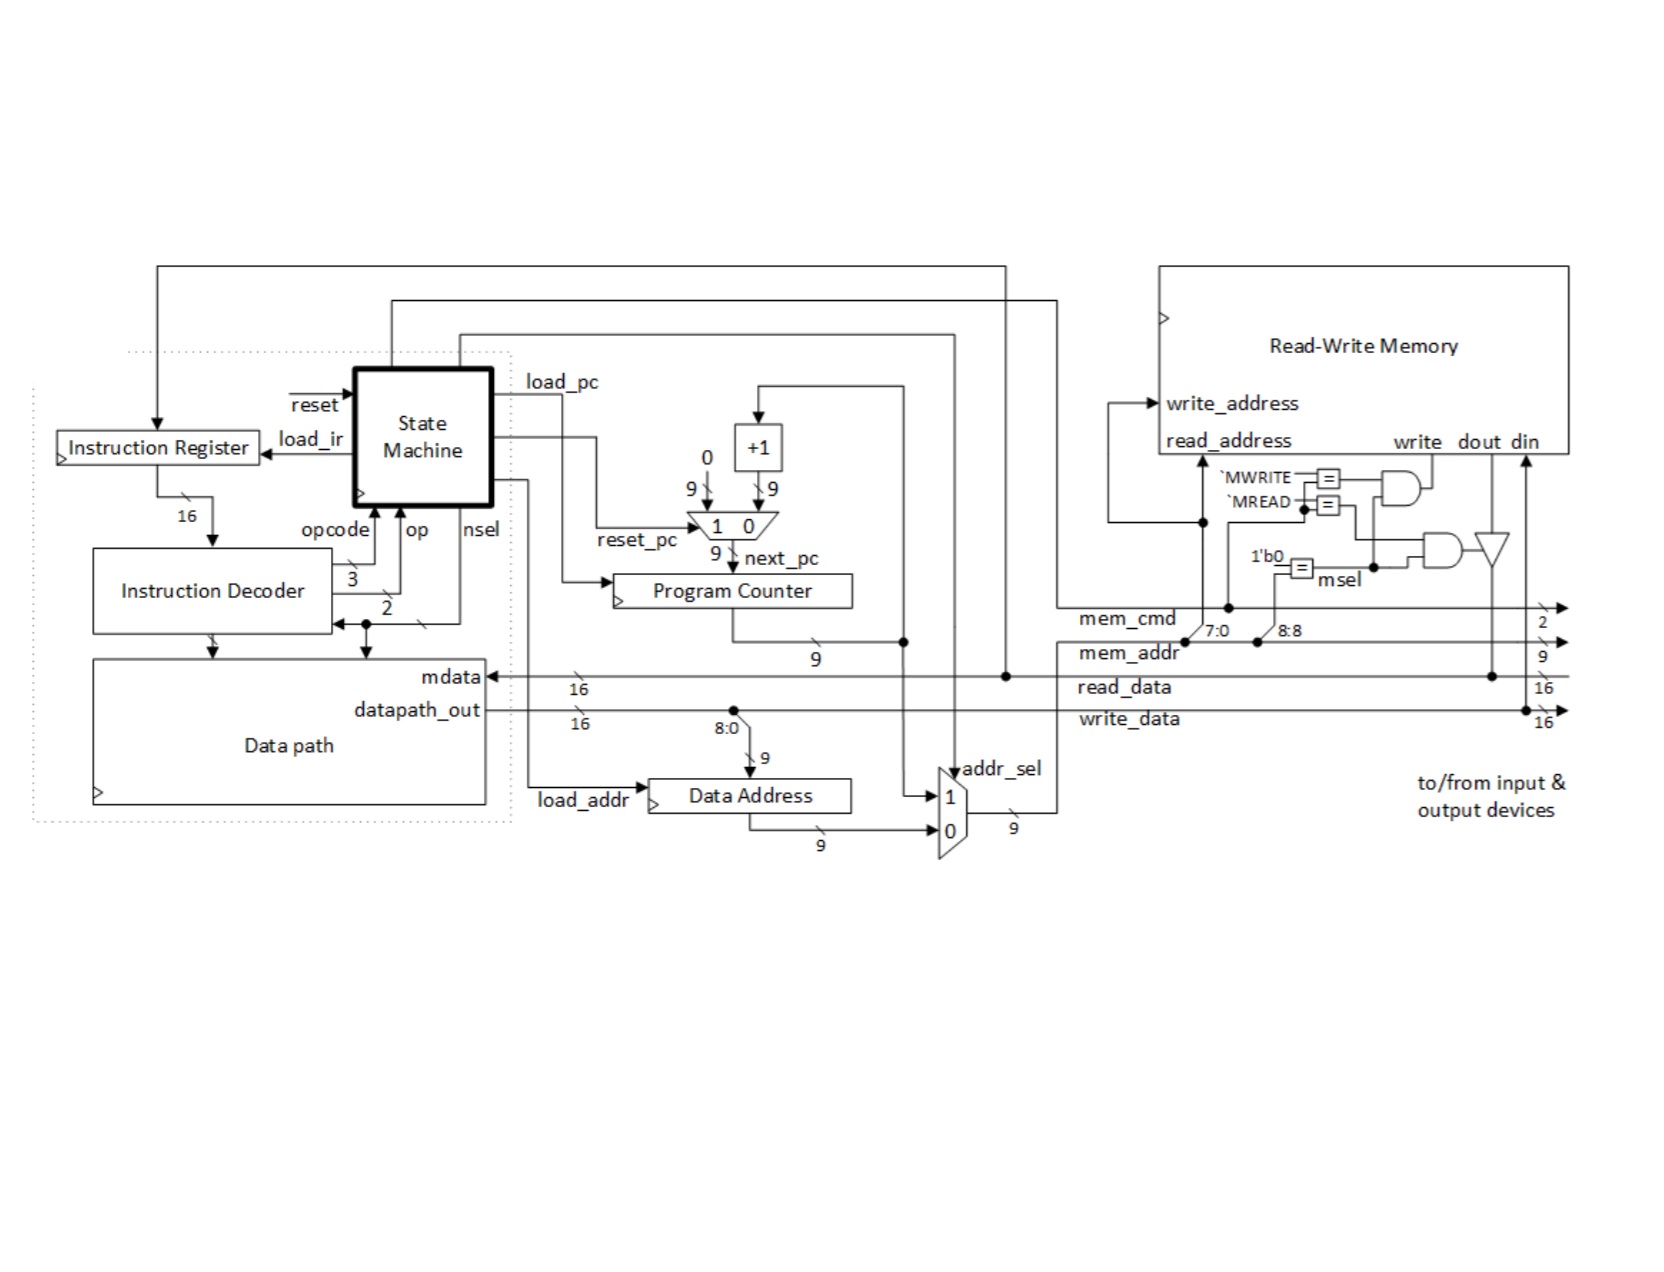 Read-Write Memory
load_pc
reset
State
Machine
write_address
Instruction Register
load_ir
+1
read_address
write dout din
0
`MWRITE
=
9
9
`MREAD
=
16
opcode
op
nsel
1 0
reset_pc
9
next_pc
1'b0
=
msel
3
Instruction Decoder
Program Counter
2
mem_cmd
7:0
8:8
2
9
mem_addr
9
mdata
16
read_data
16
datapath_out
16
write_data
16
8:0
Data path
9
addr_sel
load_addr
Data Address
1
0
9
9
to/from input &
output devices